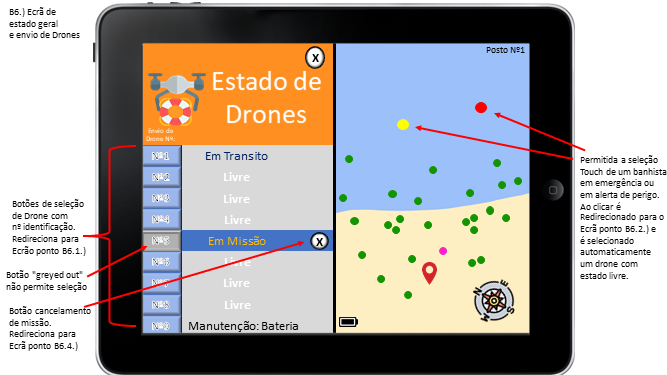 B6.) Ecrã de
estado geral
e envio de Drones
Posto Nº1
X
Estado de
Drones
Envio do
Drone Nº:
Nº1
Em Transito
Nº2
Livre
Nº3
Livre
Nº4
Livre
Nº5
Em Missão
X
Nº6
Livre
Nº7
Livre
Nº8
Livre
Manutenção: Bateria
N
E
S
W
Botões de seleção
de Drone com
nº identificação.
Redireciona para
Ecrão ponto B6.1.)
Botão "greyed out"
não permite seleção
Botão cancelamento
de missão.
Redireciona para
Ecrã ponto B6.4.)
Permitida a seleção
Touch de um banhista
em emergência ou
em alerta de perigo.
Ao clicar é
Redirecionado para o
Ecrã ponto B6.2.) e
é selecionado
automaticamente
um drone com
estado livre.